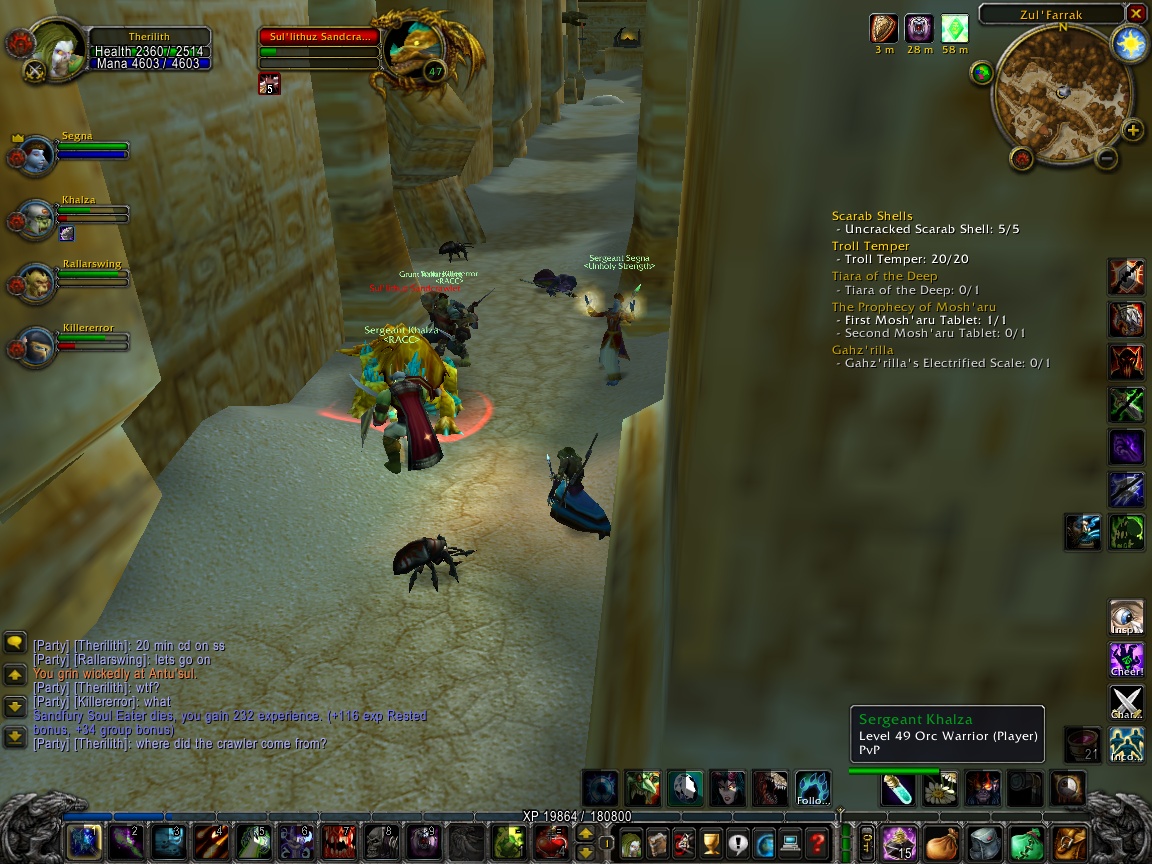 Therilith
Health 2360 / 2514
Mana 4603 / 4603
Sul'lithuz Sandcra...
47
5
3 m
28 m
58 m
Zul'Farrak
N
Segna
Khalza
Rallarswing
Killererror
Scarab Shells
- Uncracked Scarab Shell: 5/5
Troll Temper
- Troll Temper: 20/20
Tiara of the Deep
- Tiara of the Deep: 0/1
The Prophecy of Mosh'aru
- First Mosh'aru Tablet: 1/1
- Second Mosh'aru Tablet: 0/1
Gahz'rilla
- Gahz'rilla's Electrified Scale: 0/1
Sergeant Segna
<Unholy Strength>
<RACC>
Sergeant Khalza
<RACC>
[Party] [Therilith]: 20 min cd on ss
[Party] [Rallarswing]: lets go on
You grin wickedly at Antu'sul.
[Party] [Therilith]: wtf?
[Party] [Killererror]: what
Sandfury Soul Eater dies, you gain 232 experience. (+116 exp Rested
bonus, +34 group bonus)
[Party] [Therilith]: where did the crawler come from?
Sergeant Khalza
Level 49 Orc Warrior (Player)
PvP
Insp...
Cheer!
Char...
21
Follo...
XP 19864 / 180800
2
3
4
5
6
7
8
9
1
15